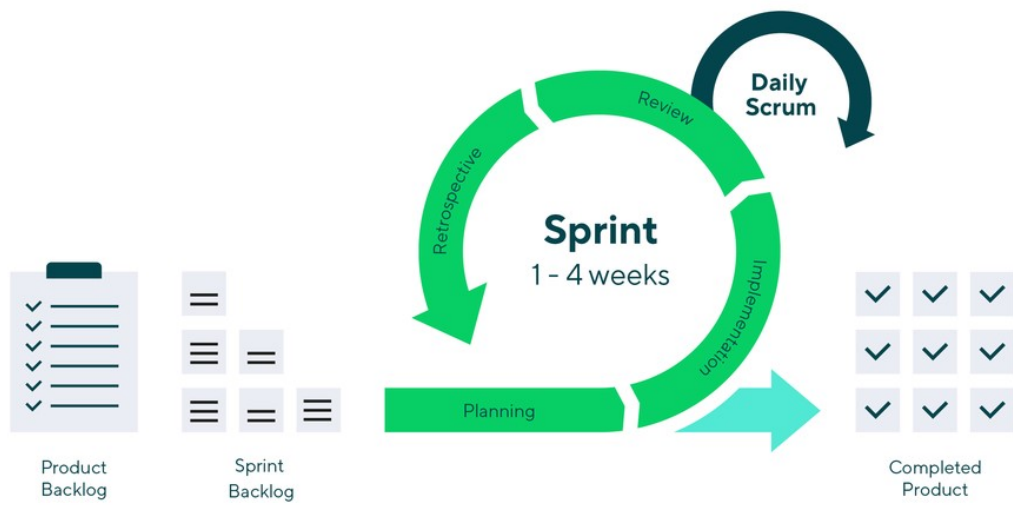 Daily
Scrum
Review
Retrospective
Sprint
1 - 4 weeks
Implementation
Planning
Product
Backlog
Sprint
Backlog
Completed
Product